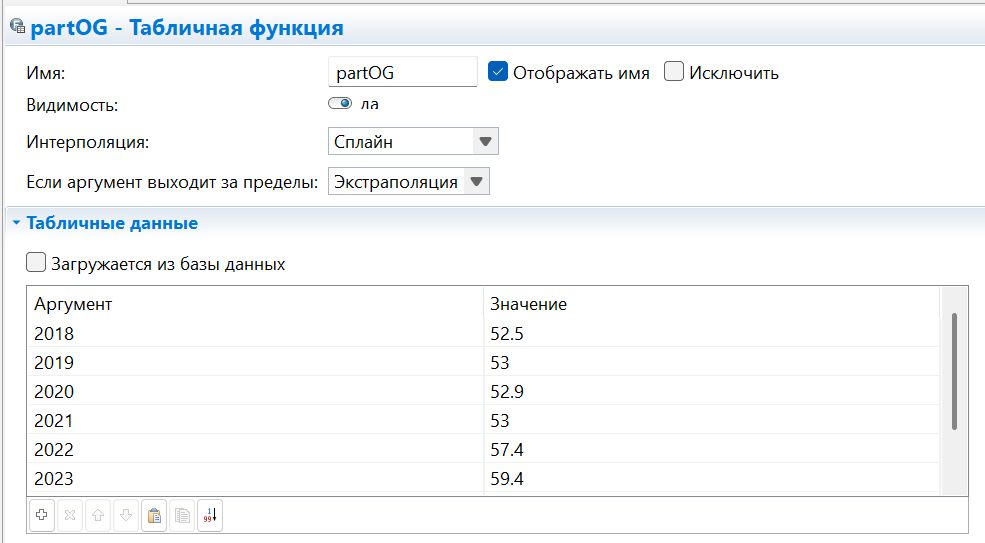 partOG - Табличная функция
Имя: partOG Отображать имя Исключить
Видимость: да
Интерполяция: Сплайн
Если аргумент выходит за пределы: Экстраполяция
Табличные данные
Загружается из базы данных
Аргумент Значение
2018 52.5
2019 53
2020 52.9
2021 53
2022 57.4
2023 59.4